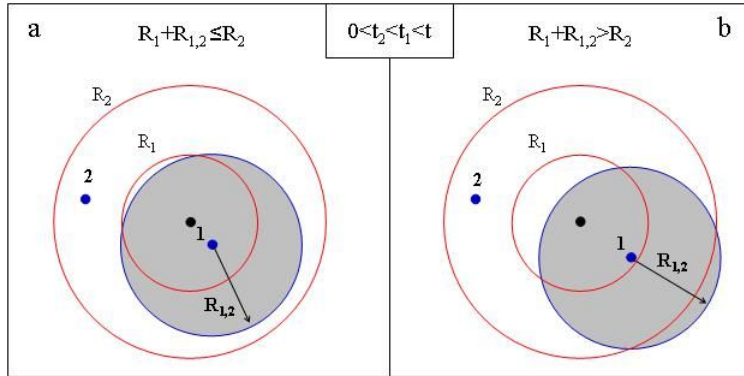 a
R₁+R₁,₂ ≤R₂
0<t₂<t₁<t
R₁+R₁,₂>R₂
b
R₂
R₁
2
1
R₁,₂
R₂
R₁
2
1
R₁,₂